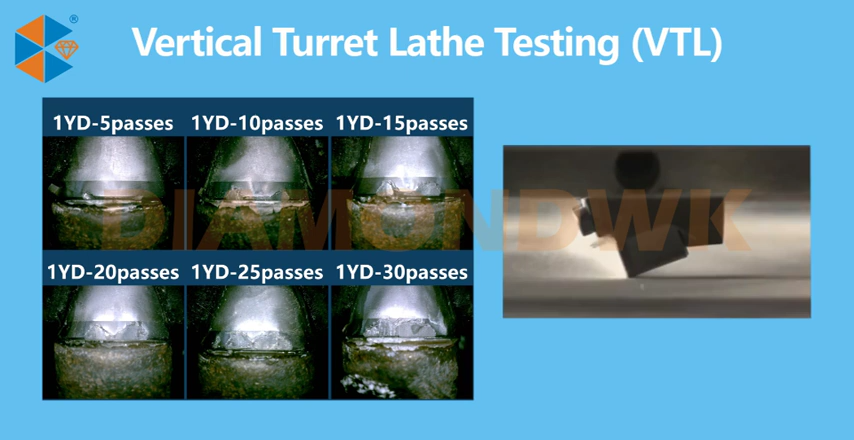 ®
Vertical Turret Lathe Testing (VTL)
1YD-5passes 1YD-10passes 1YD-15passes
DIAMONDWK
1YD-20passes 1YD-25passes 1YD-30passes